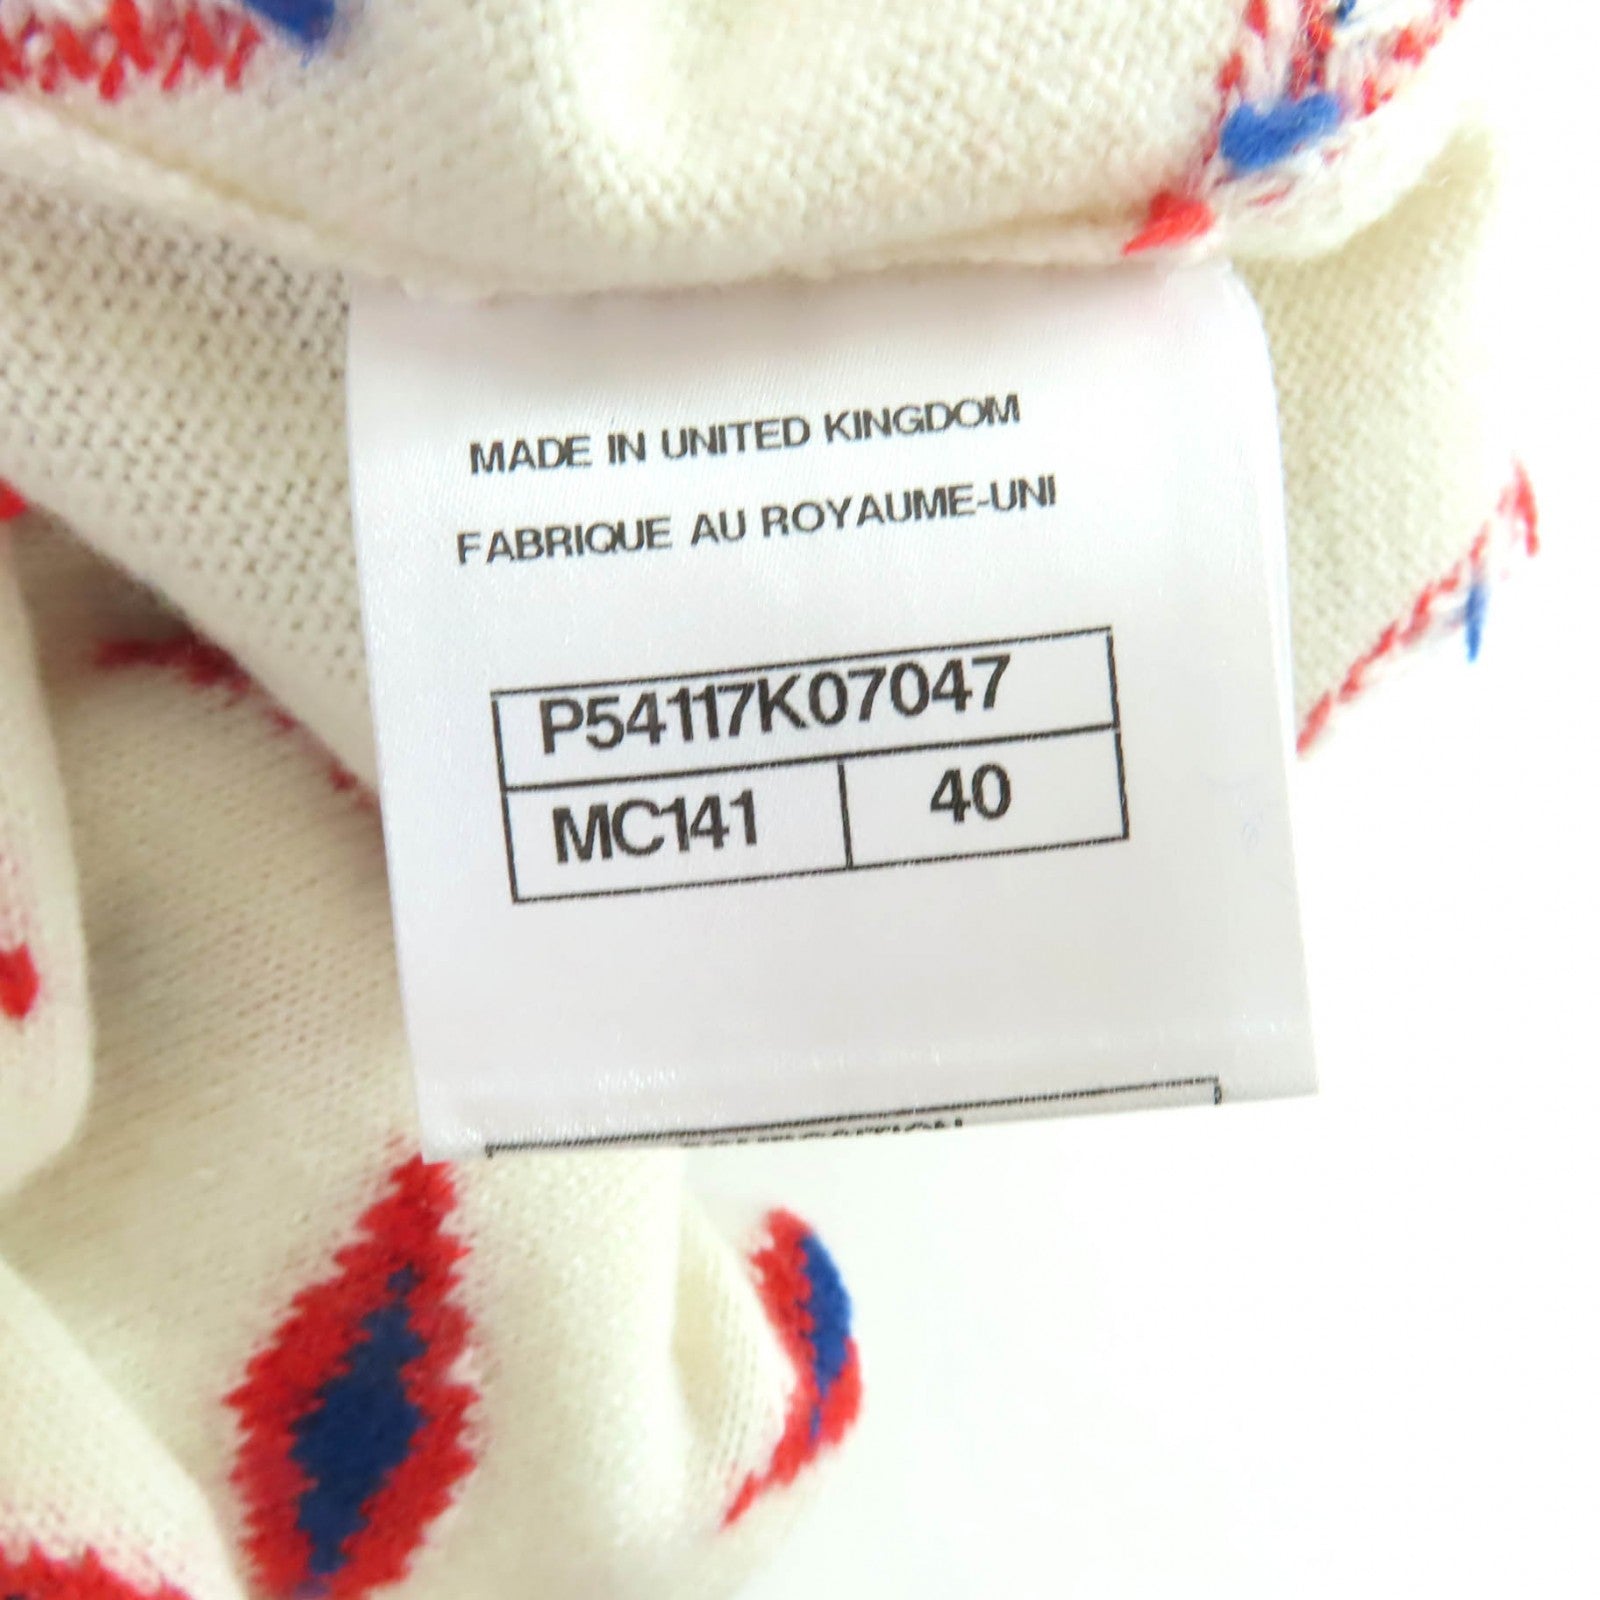 MADE IN UNITED KINGDOM
FABRIQUE AU ROYAUME-UNI
P54117K07047
MC141 40